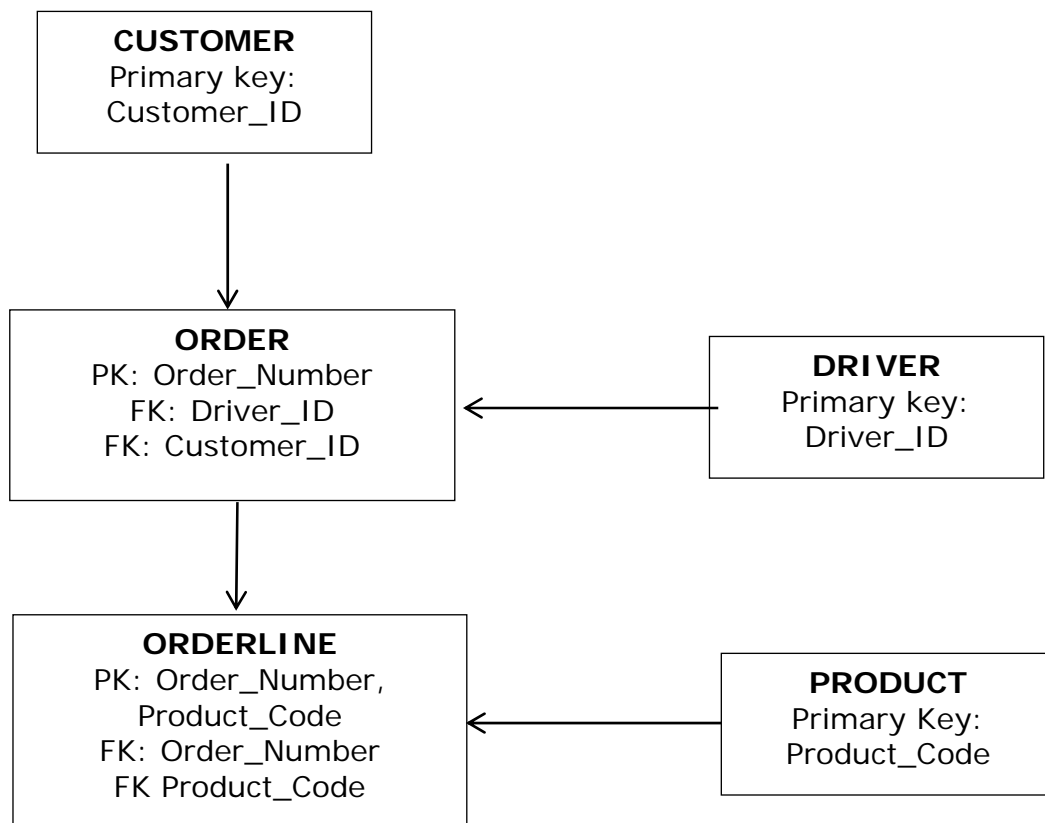 CUSTOMER
Primary key:
Customer_ID
ORDER
PK: Order_Number
FK: Driver_ID
FK: Customer_ID
DRIVER
Primary key:
Driver_ID
ORDERLINE
PK: Order_Number,
Product_Code
FK: Order_Number
FK Product_Code
PRODUCT
Primary Key:
Product_Code